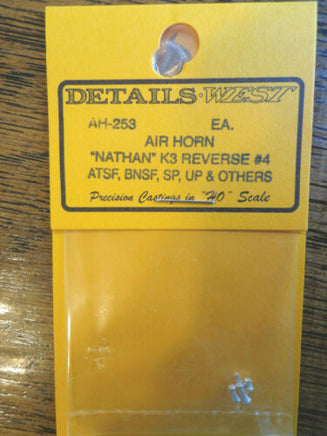 DETAILS WEST
AH-253 EA.
AIR HORN
"NATHAN" K3 REVERSE #4
ATSF, BNSF, SP, UP & OTHERS
Precision Castings in "HO" Scale